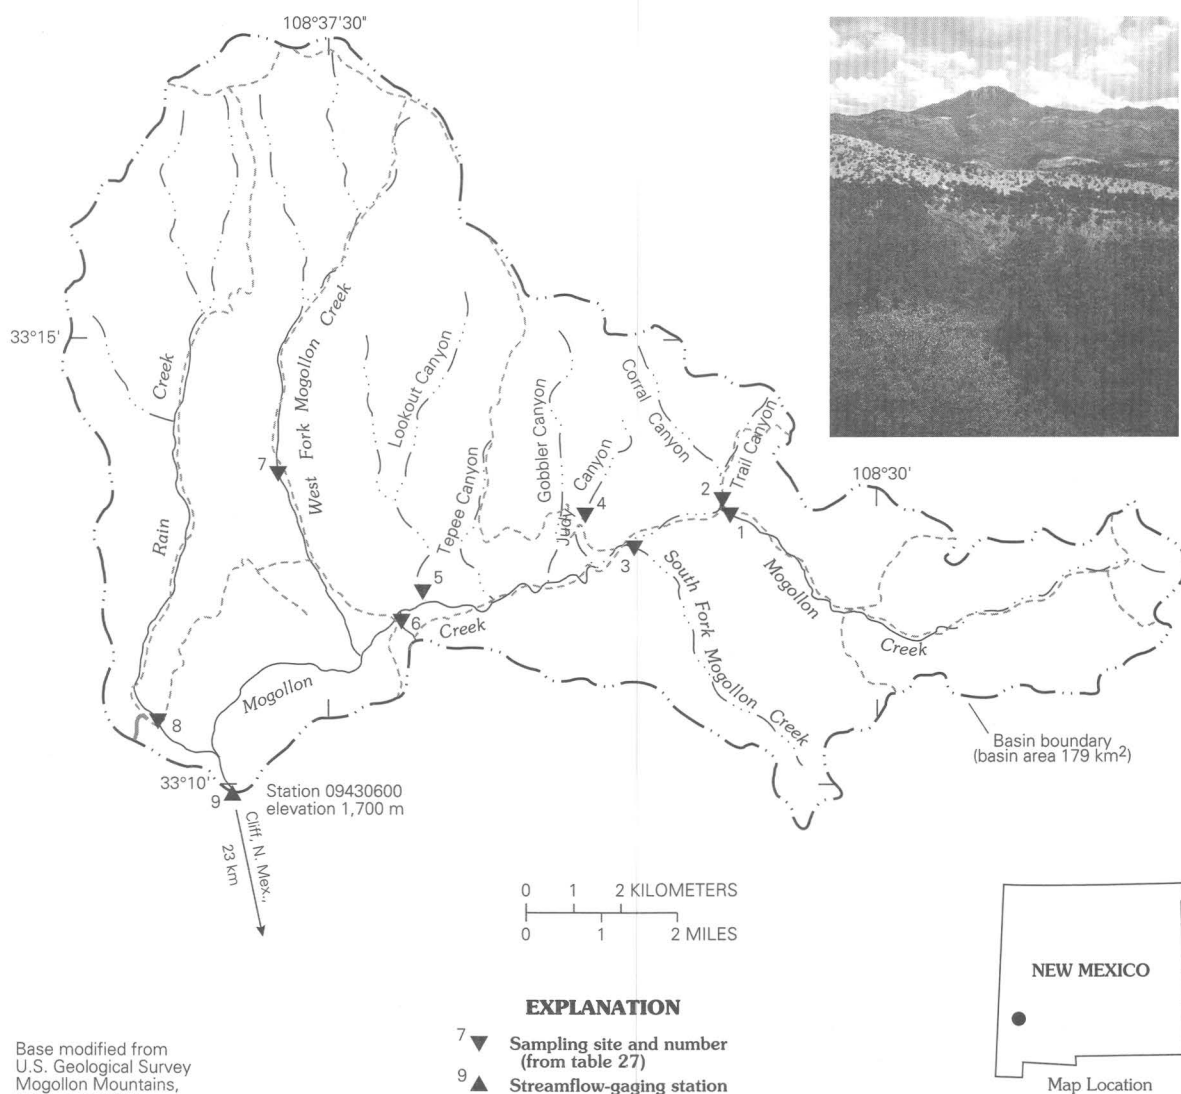 108°37'30"
33°15'
Creek
Rain
West Fork Mogollon Creek
Lookout Canyon
Tepee Canyon
Gobbler Canyon
Judy Canyon
Corral Canyon
Trail Canyon
108°30'
7
4
2
1
3
5
6
8
South Fork Mogollon Creek
Mogollon
Creek
Creek
Mogollon
Basin boundary
(basin area 179 km²)
33°10'
9
Station 09430600
elevation 1,700 m
Cliff, N. Mex.,
23 km
0 1 2 KILOMETERS
0 1 2 MILES
NEW MEXICO
Map Location
EXPLANATION
7 Sampling site and number
(from table 27)
9 Streamflow-gaging station
Base modified from
U.S. Geological Survey
Mogollon Mountains,